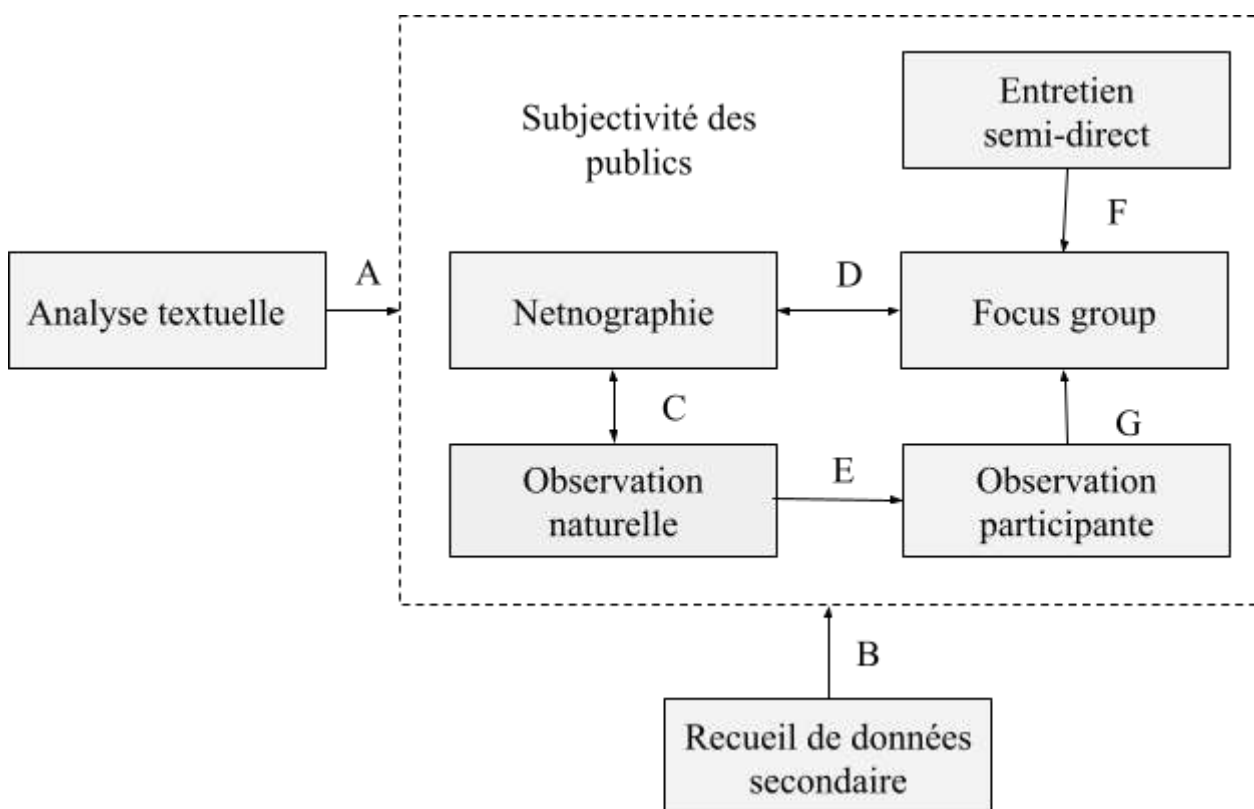 Entretien
semi-direct
Subjectivité des
publics
F
A
D
Analyse textuelle
Netnographie
Focus group
C
G
E
Observation
naturelle
Observation
participante
B
Recueil de données
secondaire